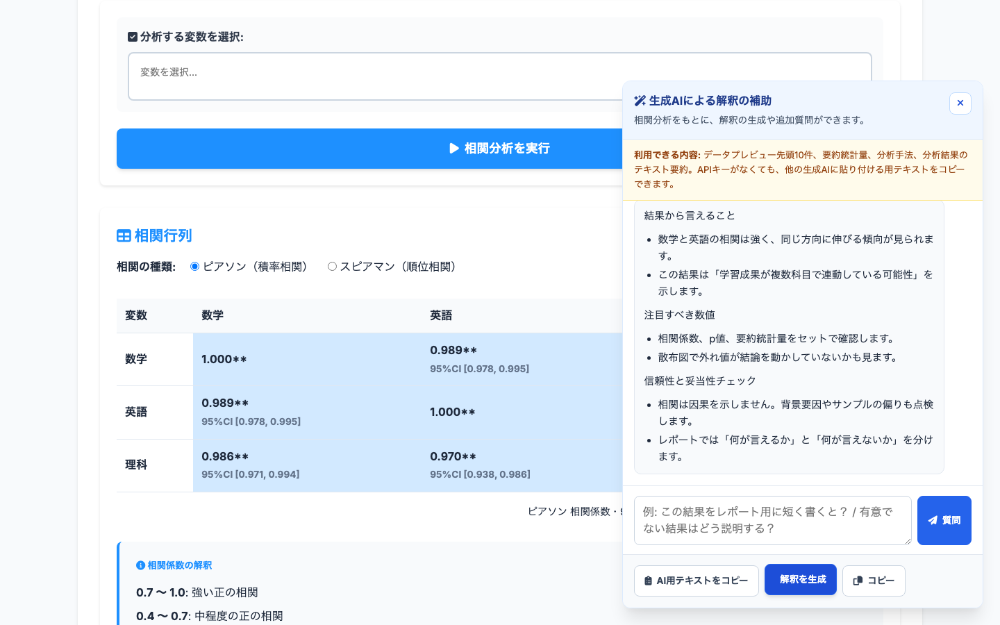 分析する変数を選択:
変数を選択...
相関分析を実行
相関行列
相関の種類: ピアソン（積率相関） スピアマン（順位相関）
変数 数学 英語
数学 1.000** 0.989**
95%CI [0.978, 0.995]
英語 0.989** 1.000**
95%CI [0.978, 0.995]
理科 0.986** 0.970**
95%CI [0.971, 0.994] 95%CI [0.938, 0.986]
ピアソン 相関係数・
相関係数の解釈
0.7 〜 1.0: 強い正の相関
0.4 〜 0.7: 中程度の正の相関
生成AIによる解釈の補助
相関分析をもとに、解釈の生成や追加質問ができます。
利用できる内容: データプレビュー先頭10件、要約統計量、分析手法、分析結果の
テキスト要約。APIキーがなくても、他の生成AIに貼り付ける用テキストをコピー
できます。
結果から言えること
数学と英語の相関は強く、同じ方向に伸びる傾向が見られま
す。
この結果は「学習成果が複数科目で連動している可能性」を
示します。
注目すべき数値
相関係数、p値、要約統計量をセットで確認します。
散布図で外れ値が結論を動かしていないかも見ます。
信頼性と妥当性チェック
相関は因果を示しません。背景要因やサンプルの偏りも点検
します。
レポートでは「何が言えるか」と「何が言えないか」を分け
ます。
例: この結果をレポート用に短く書くと？ / 有意で
ない結果はどう説明する？
質問
AI用テキストをコピー
解釈を生成
コピー